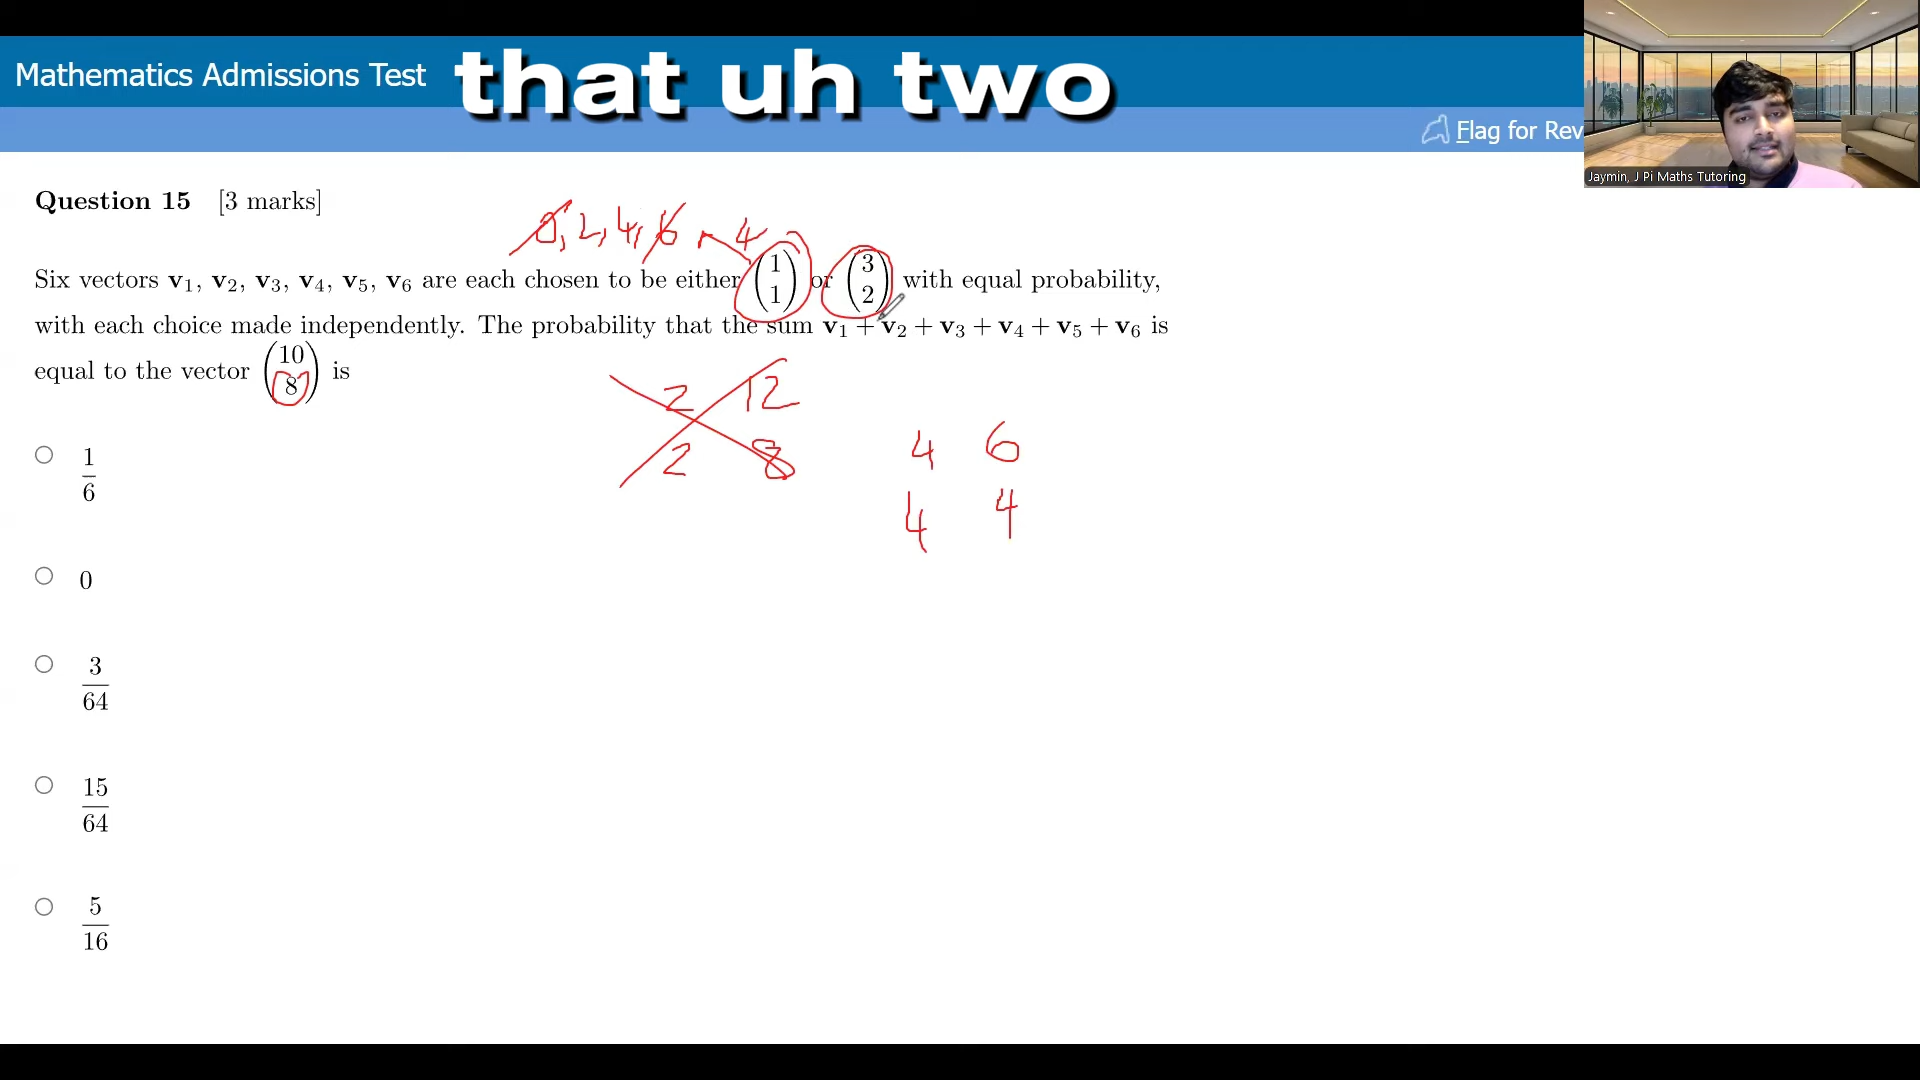 Mathematics Admissions Test
that uh two
Flag for Rev
Jaymin, J Pi Maths Tutoring
Question 15 [3 marks]
0, 2, 4, 6 4 2
Six vectors v₁, v₂, v₃, v₄, v₅, v₆ are each chosen to be either (1 1) or (3 2) with equal probability,
with each choice made independently. The probability that the sum v₁ + v₂ + v₃ + v₄ + v₅ + v₆ is
equal to the vector (10 8) is
2 12
2 8
4 6
4 4
1/6
0
3/64
15/64
5/16